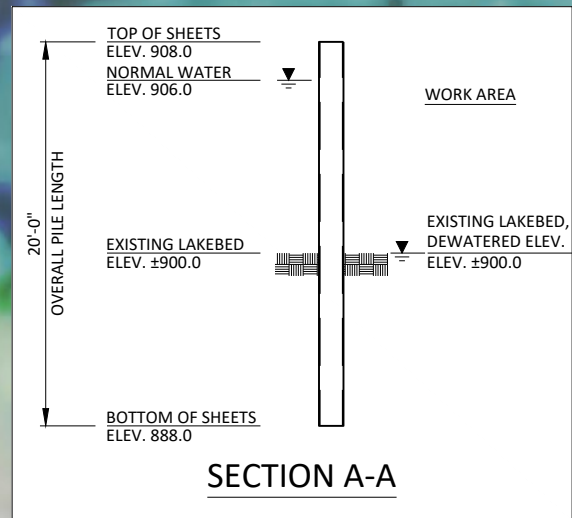 TOP OF SHEETS
ELEV. 908.0
NORMAL WATER
ELEV. 906.0
WORK AREA
20'-0"
OVERALL PILE LENGTH
EXISTING LAKEBED
ELEV. ±900.0
EXISTING LAKEBED,
DEWATERED ELEV.
ELEV. ±900.0
BOTTOM OF SHEETS
ELEV. 888.0
SECTION A-A